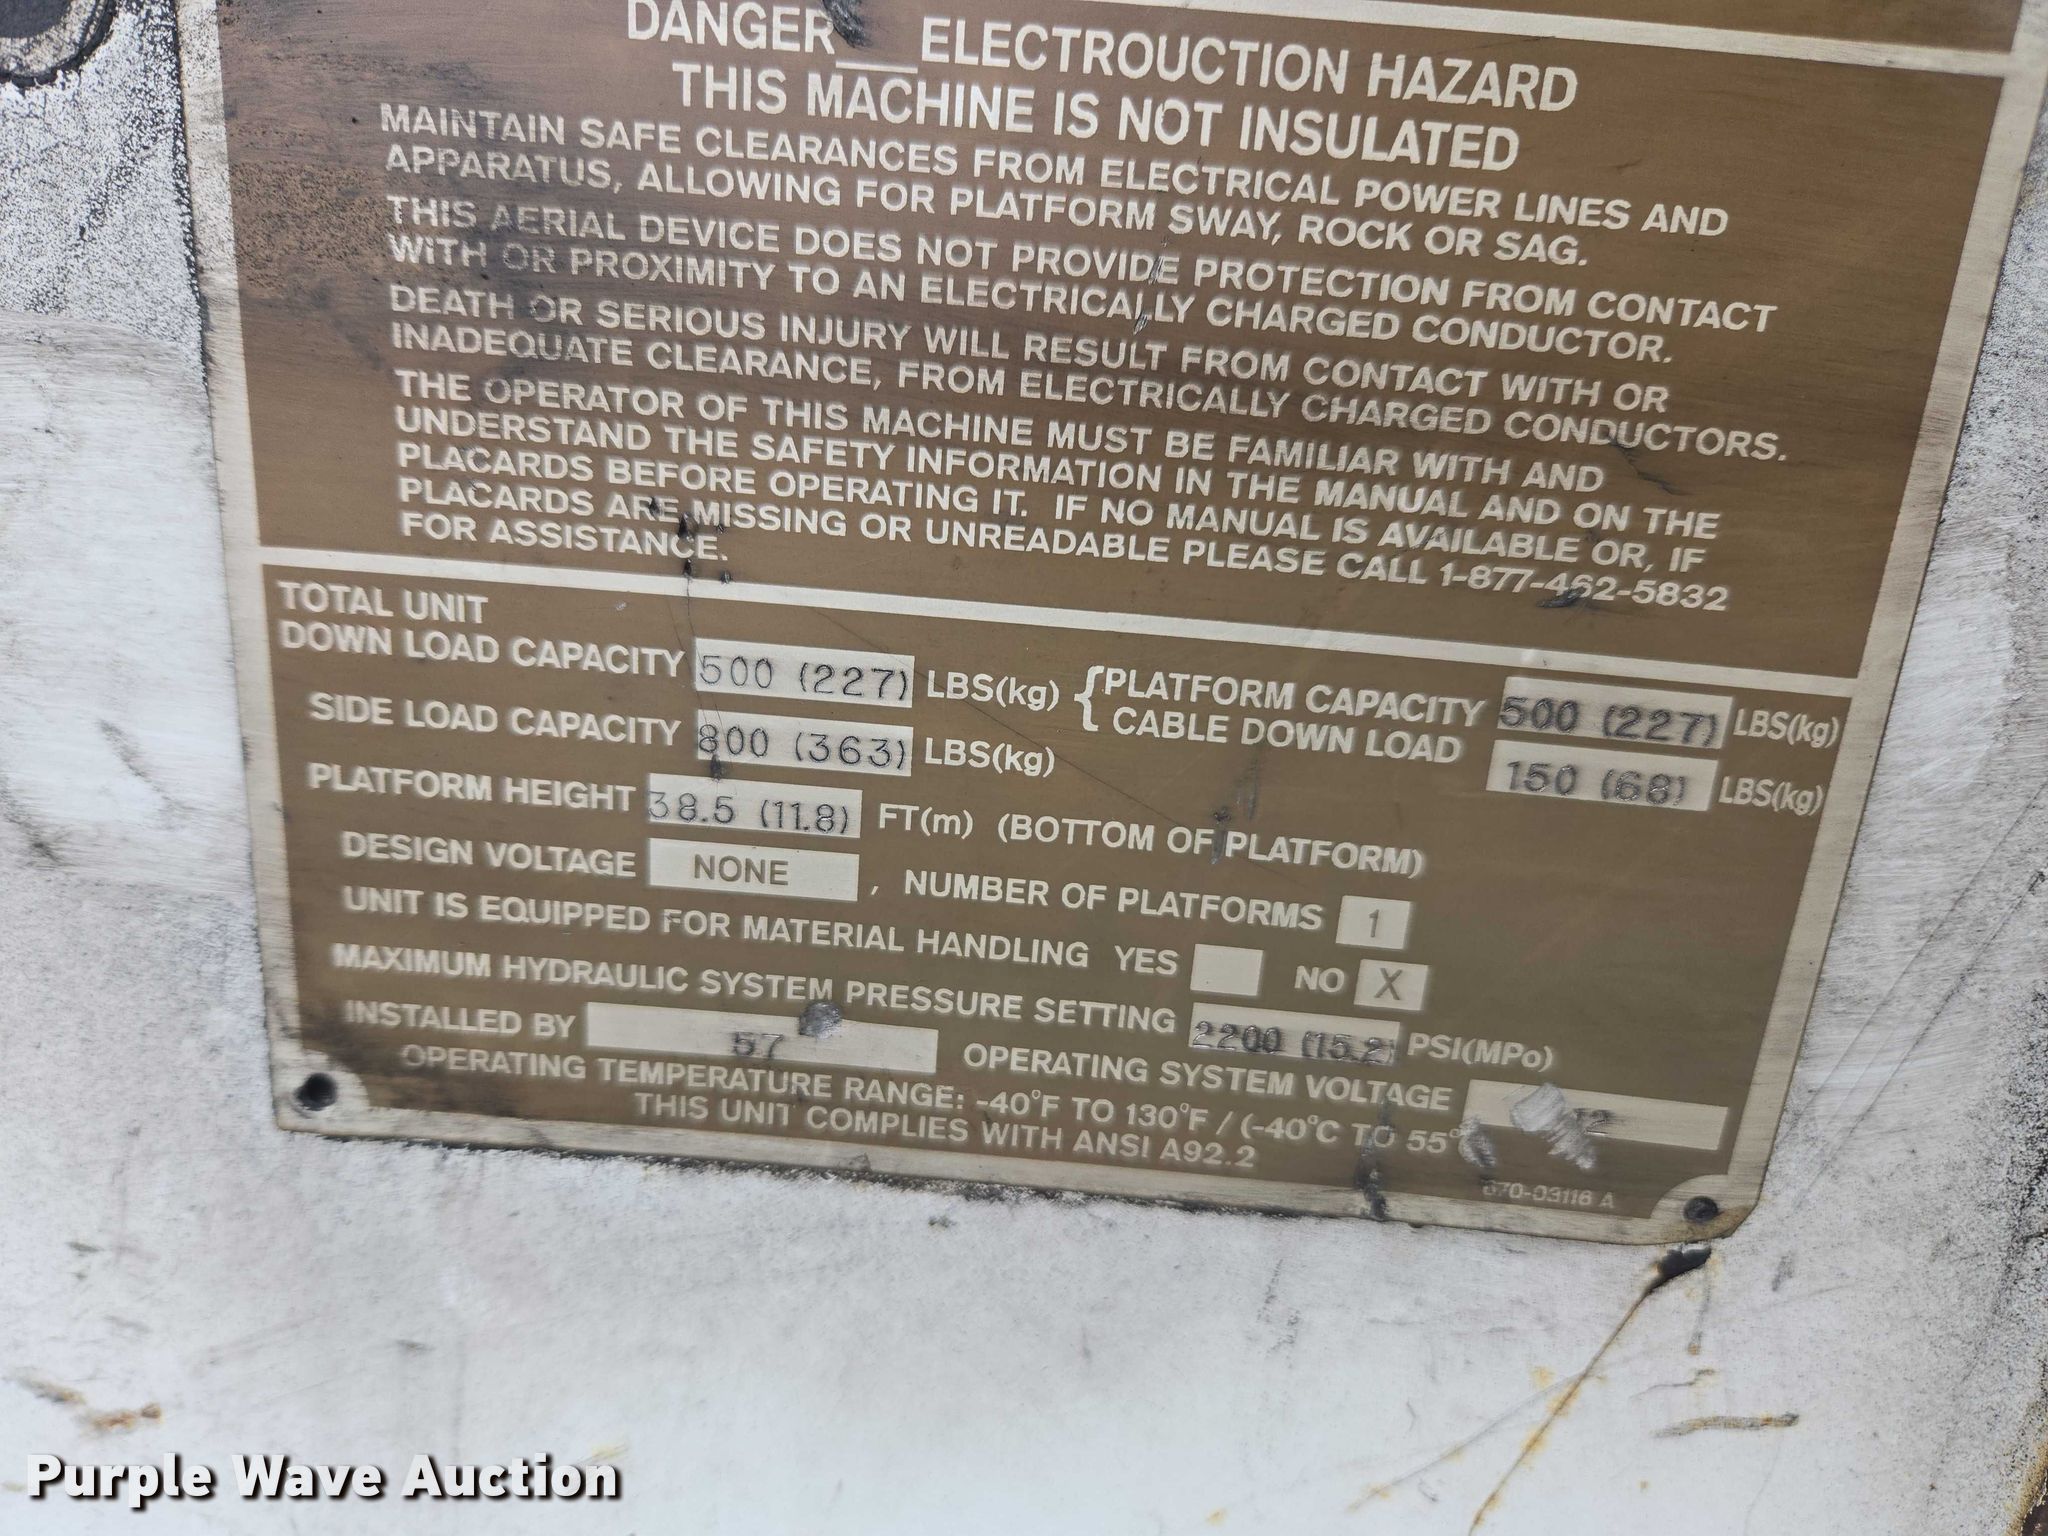 DANGER__ELECTROUCTION HAZARD
THIS MACHINE IS NOT INSULATED
MAINTAIN SAFE CLEARANCES FROM ELECTRICAL POWER LINES AND
APPARATUS, ALLOWING FOR PLATFORM SWAY, ROCK OR SAG.
THIS AERIAL DEVICE DOES NOT PROVIDE PROTECTION FROM CONTACT
WITH OR PROXIMITY TO AN ELECTRICALLY CHARGED CONDUCTOR.
DEATH OR SERIOUS INJURY WILL RESULT FROM CONTACT WITH OR
INADEQUATE CLEARANCE, FROM ELECTRICALLY CHARGED CONDUCTORS.
THE OPERATOR OF THIS MACHINE MUST BE FAMILIAR WITH AND
UNDERSTAND THE SAFETY INFORMATION IN THE MANUAL AND ON THE
PLACARDS BEFORE OPERATING IT. IF NO MANUAL IS AVAILABLE OR, IF
PLACARDS ARE MISSING OR UNREADABLE PLEASE CALL 1-877-462-5832
FOR ASSISTANCE.
TOTAL UNIT
DOWN LOAD CAPACITY 500 (227) LBS(kg) { PLATFORM CAPACITY 500 (227) LBS(kg)
CABLE DOWN LOAD 150 (68) LBS(kg)
SIDE LOAD CAPACITY 800 (363) LBS(kg)
PLATFORM HEIGHT 38.5 (11.8) FT(m) (BOTTOM OF PLATFORM)
DESIGN VOLTAGE NONE , NUMBER OF PLATFORMS 1
UNIT IS EQUIPPED FOR MATERIAL HANDLING YES NO X
MAXIMUM HYDRAULIC SYSTEM PRESSURE SETTING 2200 (15.2) PSI(MPa)
INSTALLED BY 57 OPERATING SYSTEM VOLTAGE
OPERATING TEMPERATURE RANGE: -40°F TO 130°F / (-40°C TO 55°
THIS UNIT COMPLIES WITH ANSI A92.2
670-03116 A
Purple Wave Auction